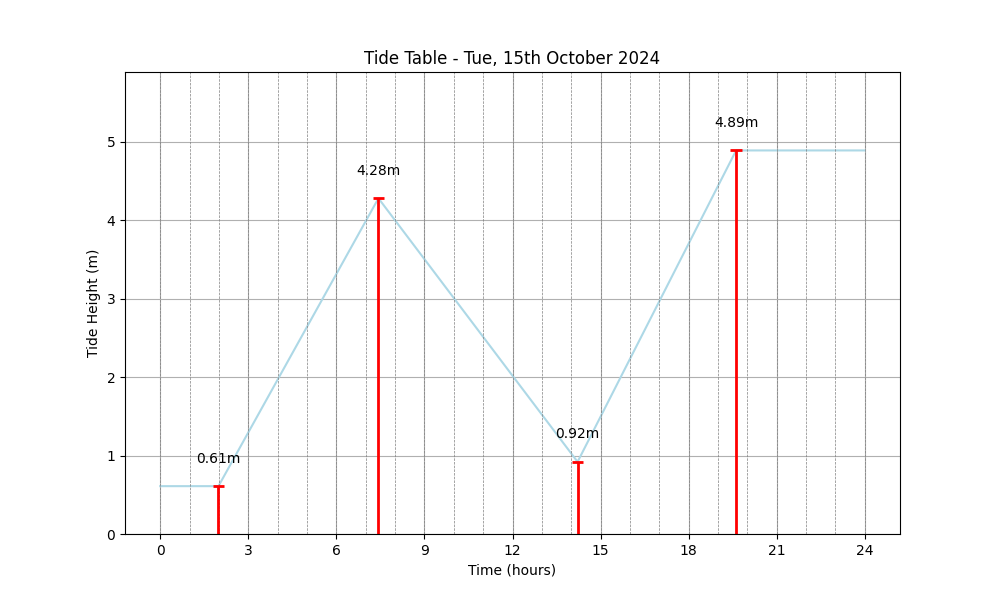 Tide Table - Tue, 15th October 2024
4.89m
4.28m
0.92m
0.61m
5
4
3
2
1
0
Tide Height (m)
0 3 6 9 12 15 18 21 24
Time (hours)